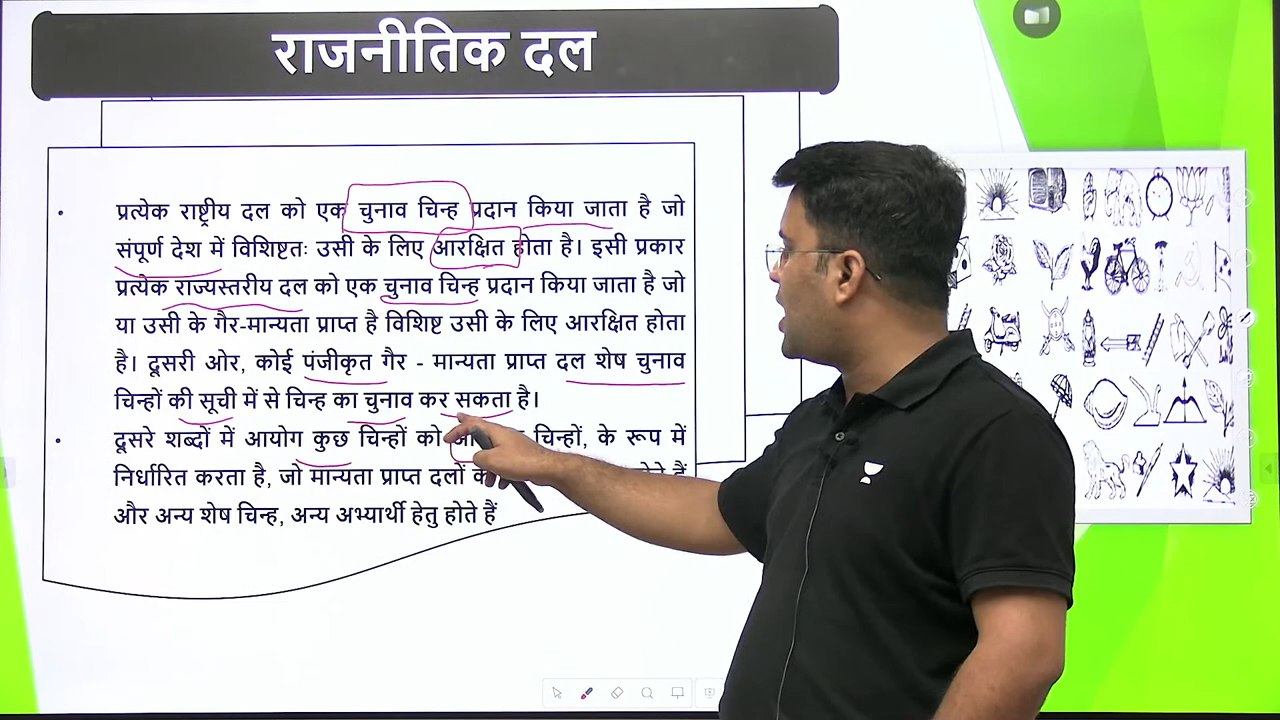 राजनीतिक दल
प्रत्येक राष्ट्रीय दल को एक चुनाव चिन्ह प्रदान किया जाता है जो
संपूर्ण देश में विशिष्टतः उसी के लिए आरक्षित होता है। इसी प्रकार
प्रत्येक राज्यस्तरीय दल को एक चुनाव चिन्ह प्रदान किया जाता है जो
या उसी के गैर-मान्यता प्राप्त है विशिष्ट उसी के लिए आरक्षित होता
है। दूसरी ओर, कोई पंजीकृत गैर - मान्यता प्राप्त दल शेष चुनाव
चिन्हों की सूची में से चिन्ह का चुनाव कर सकता है।
दूसरे शब्दों में आयोग कुछ चिन्हों को चिन्हों, के रूप में
निर्धारित करता है, जो मान्यता प्राप्त दलों
और अन्य शेष चिन्ह, अन्य अभ्यार्थी हेतु होते हैं